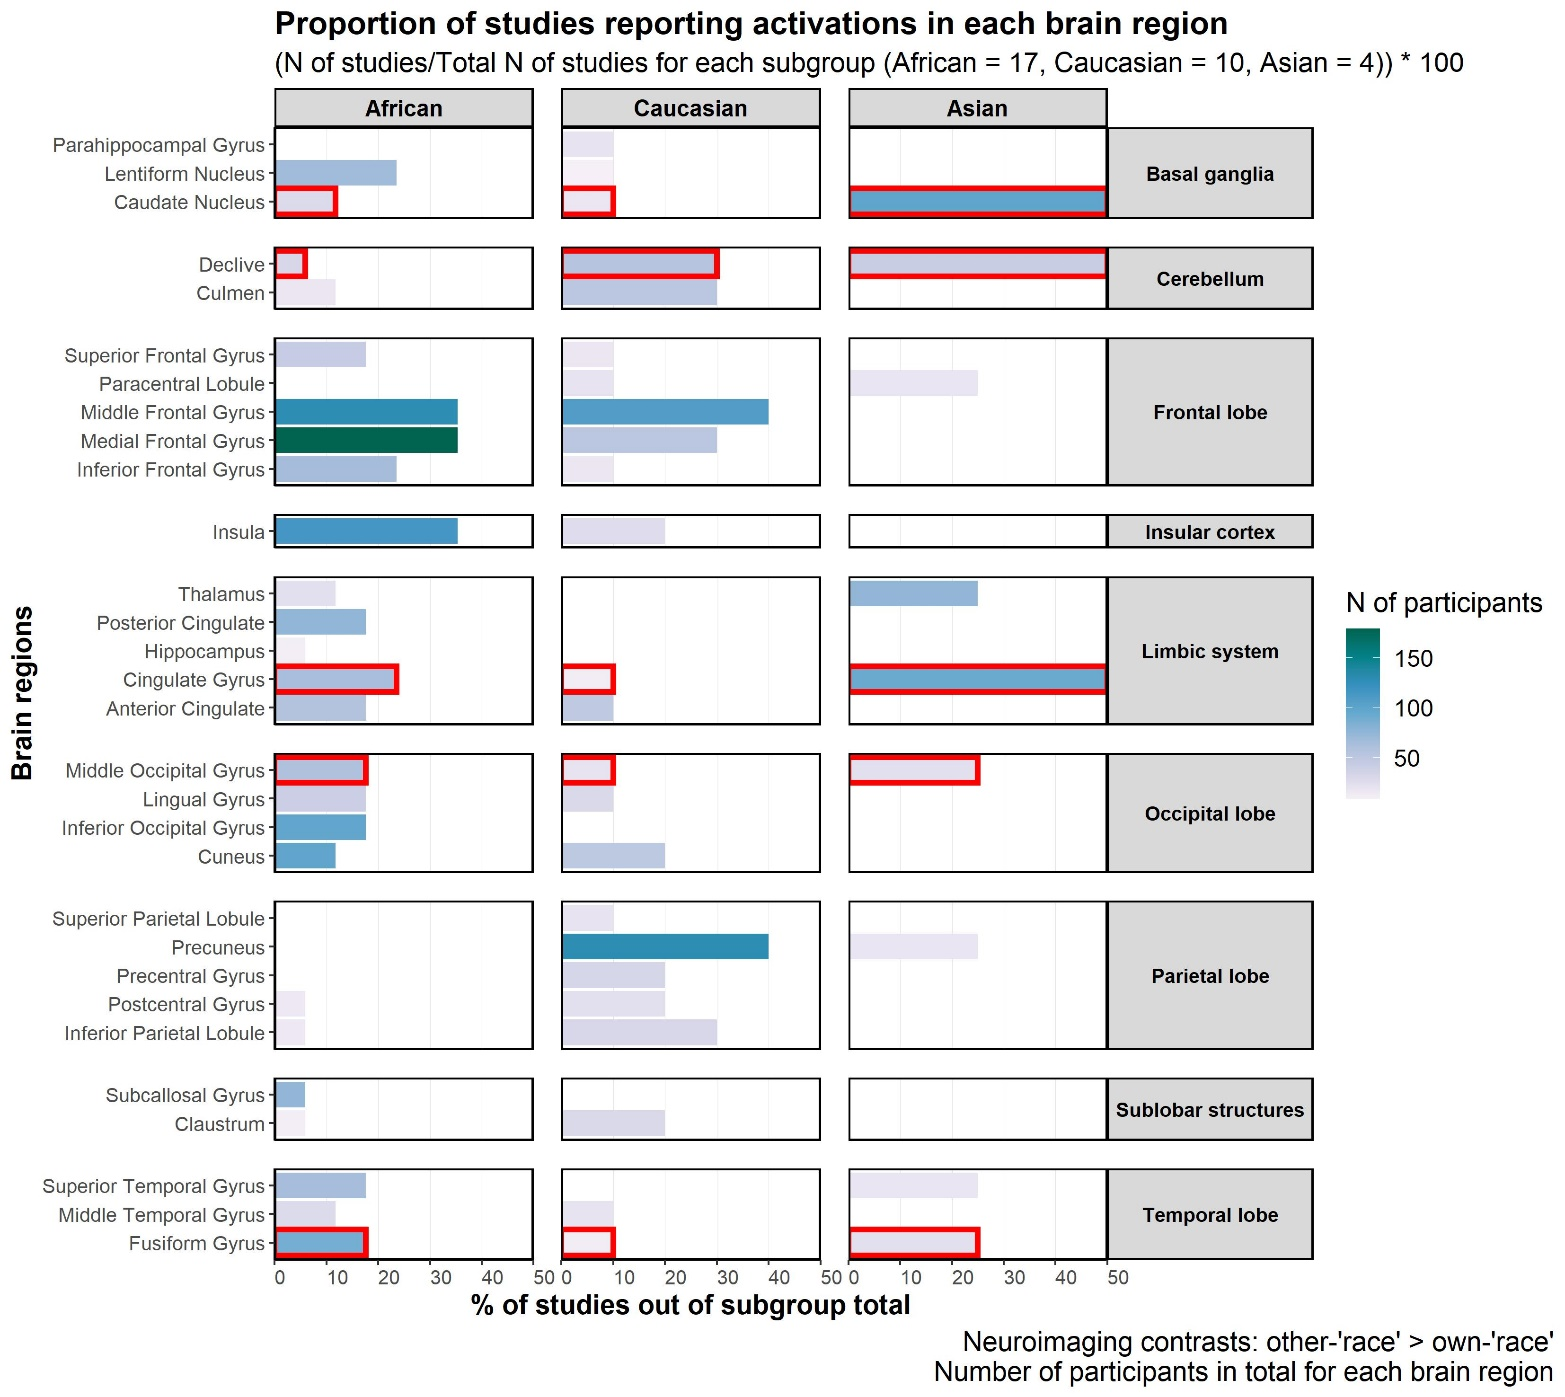 Proportion of studies reporting activations in each brain region
(N of studies/Total N of studies for each subgroup (African = 17, Caucasian = 10, Asian = 4)) * 100
African
Caucasian
Asian
Parahippocampal Gyrus
Lentiform Nucleus
Caudate Nucleus
Basal ganglia
Declive
Culmen
Cerebellum
Superior Frontal Gyrus
Paracentral Lobule
Middle Frontal Gyrus
Medial Frontal Gyrus
Inferior Frontal Gyrus
Frontal lobe
Insula
Insular cortex
Thalamus
Posterior Cingulate
Hippocampus
Cingulate Gyrus
Anterior Cingulate
Limbic system
Middle Occipital Gyrus
Lingual Gyrus
Inferior Occipital Gyrus
Cuneus
Occipital lobe
Superior Parietal Lobule
Precuneus
Precentral Gyrus
Postcentral Gyrus
Inferior Parietal Lobule
Parietal lobe
Subcallosal Gyrus
Claustrum
Sublobar structures
Superior Temporal Gyrus
Middle Temporal Gyrus
Fusiform Gyrus
Temporal lobe
Brain regions
0 10 20 30 40 50 0 10 20 30 40 50 0 10 20 30 40 50
% of studies out of subgroup total
N of participants
150
100
50
Neuroimaging contrasts: other-'race' > own-'race'
Number of participants in total for each brain region